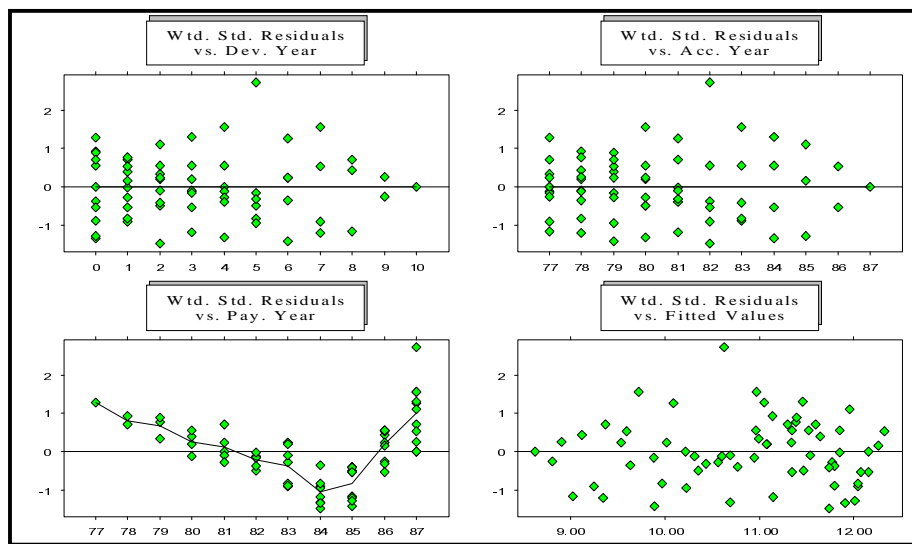 Wtd. Std. Residuals
vs. Dev. Year
2
1
0
-1
0 1 2 3 4 5 6 7 8 9 10
Wtd. Std. Residuals
vs. Acc. Year
2
1
0
-1
77 78 79 80 81 82 83 84 85 86 87
Wtd. Std. Residuals
vs. Pay. Year
2
1
0
-1
77 78 79 80 81 82 83 84 85 86 87
Wtd. Std. Residuals
vs. Fitted Values
2
1
0
-1
9.00 10.00 11.00 12.00